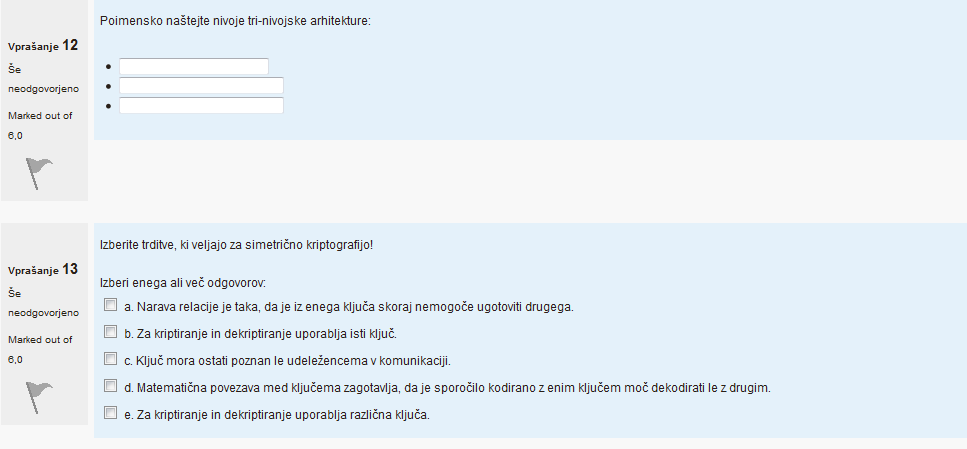 Vprašanje 12
Še
neodgovorjeno
Marked out of
6,0
Poimensko naštejte nivoje tri-nivojske arhitekture:
Vprašanje 13
Še
neodgovorjeno
Marked out of
6,0
Izberite trditve, ki veljajo za simetrično kriptografijo!
Izberi enega ali več odgovorov:
a. Narava relacije je taka, da je iz enega ključa skoraj nemogoče ugotoviti drugega.
b. Za kriptiranje in dekriptiranje uporablja isti ključ.
c. Ključ mora ostati poznan le udeležencema v komunikaciji.
d. Matematična povezava med ključema zagotavlja, da je sporočilo kodirano z enim ključem moč dekodirati le z drugim.
e. Za kriptiranje in dekriptiranje uporablja različna ključa.